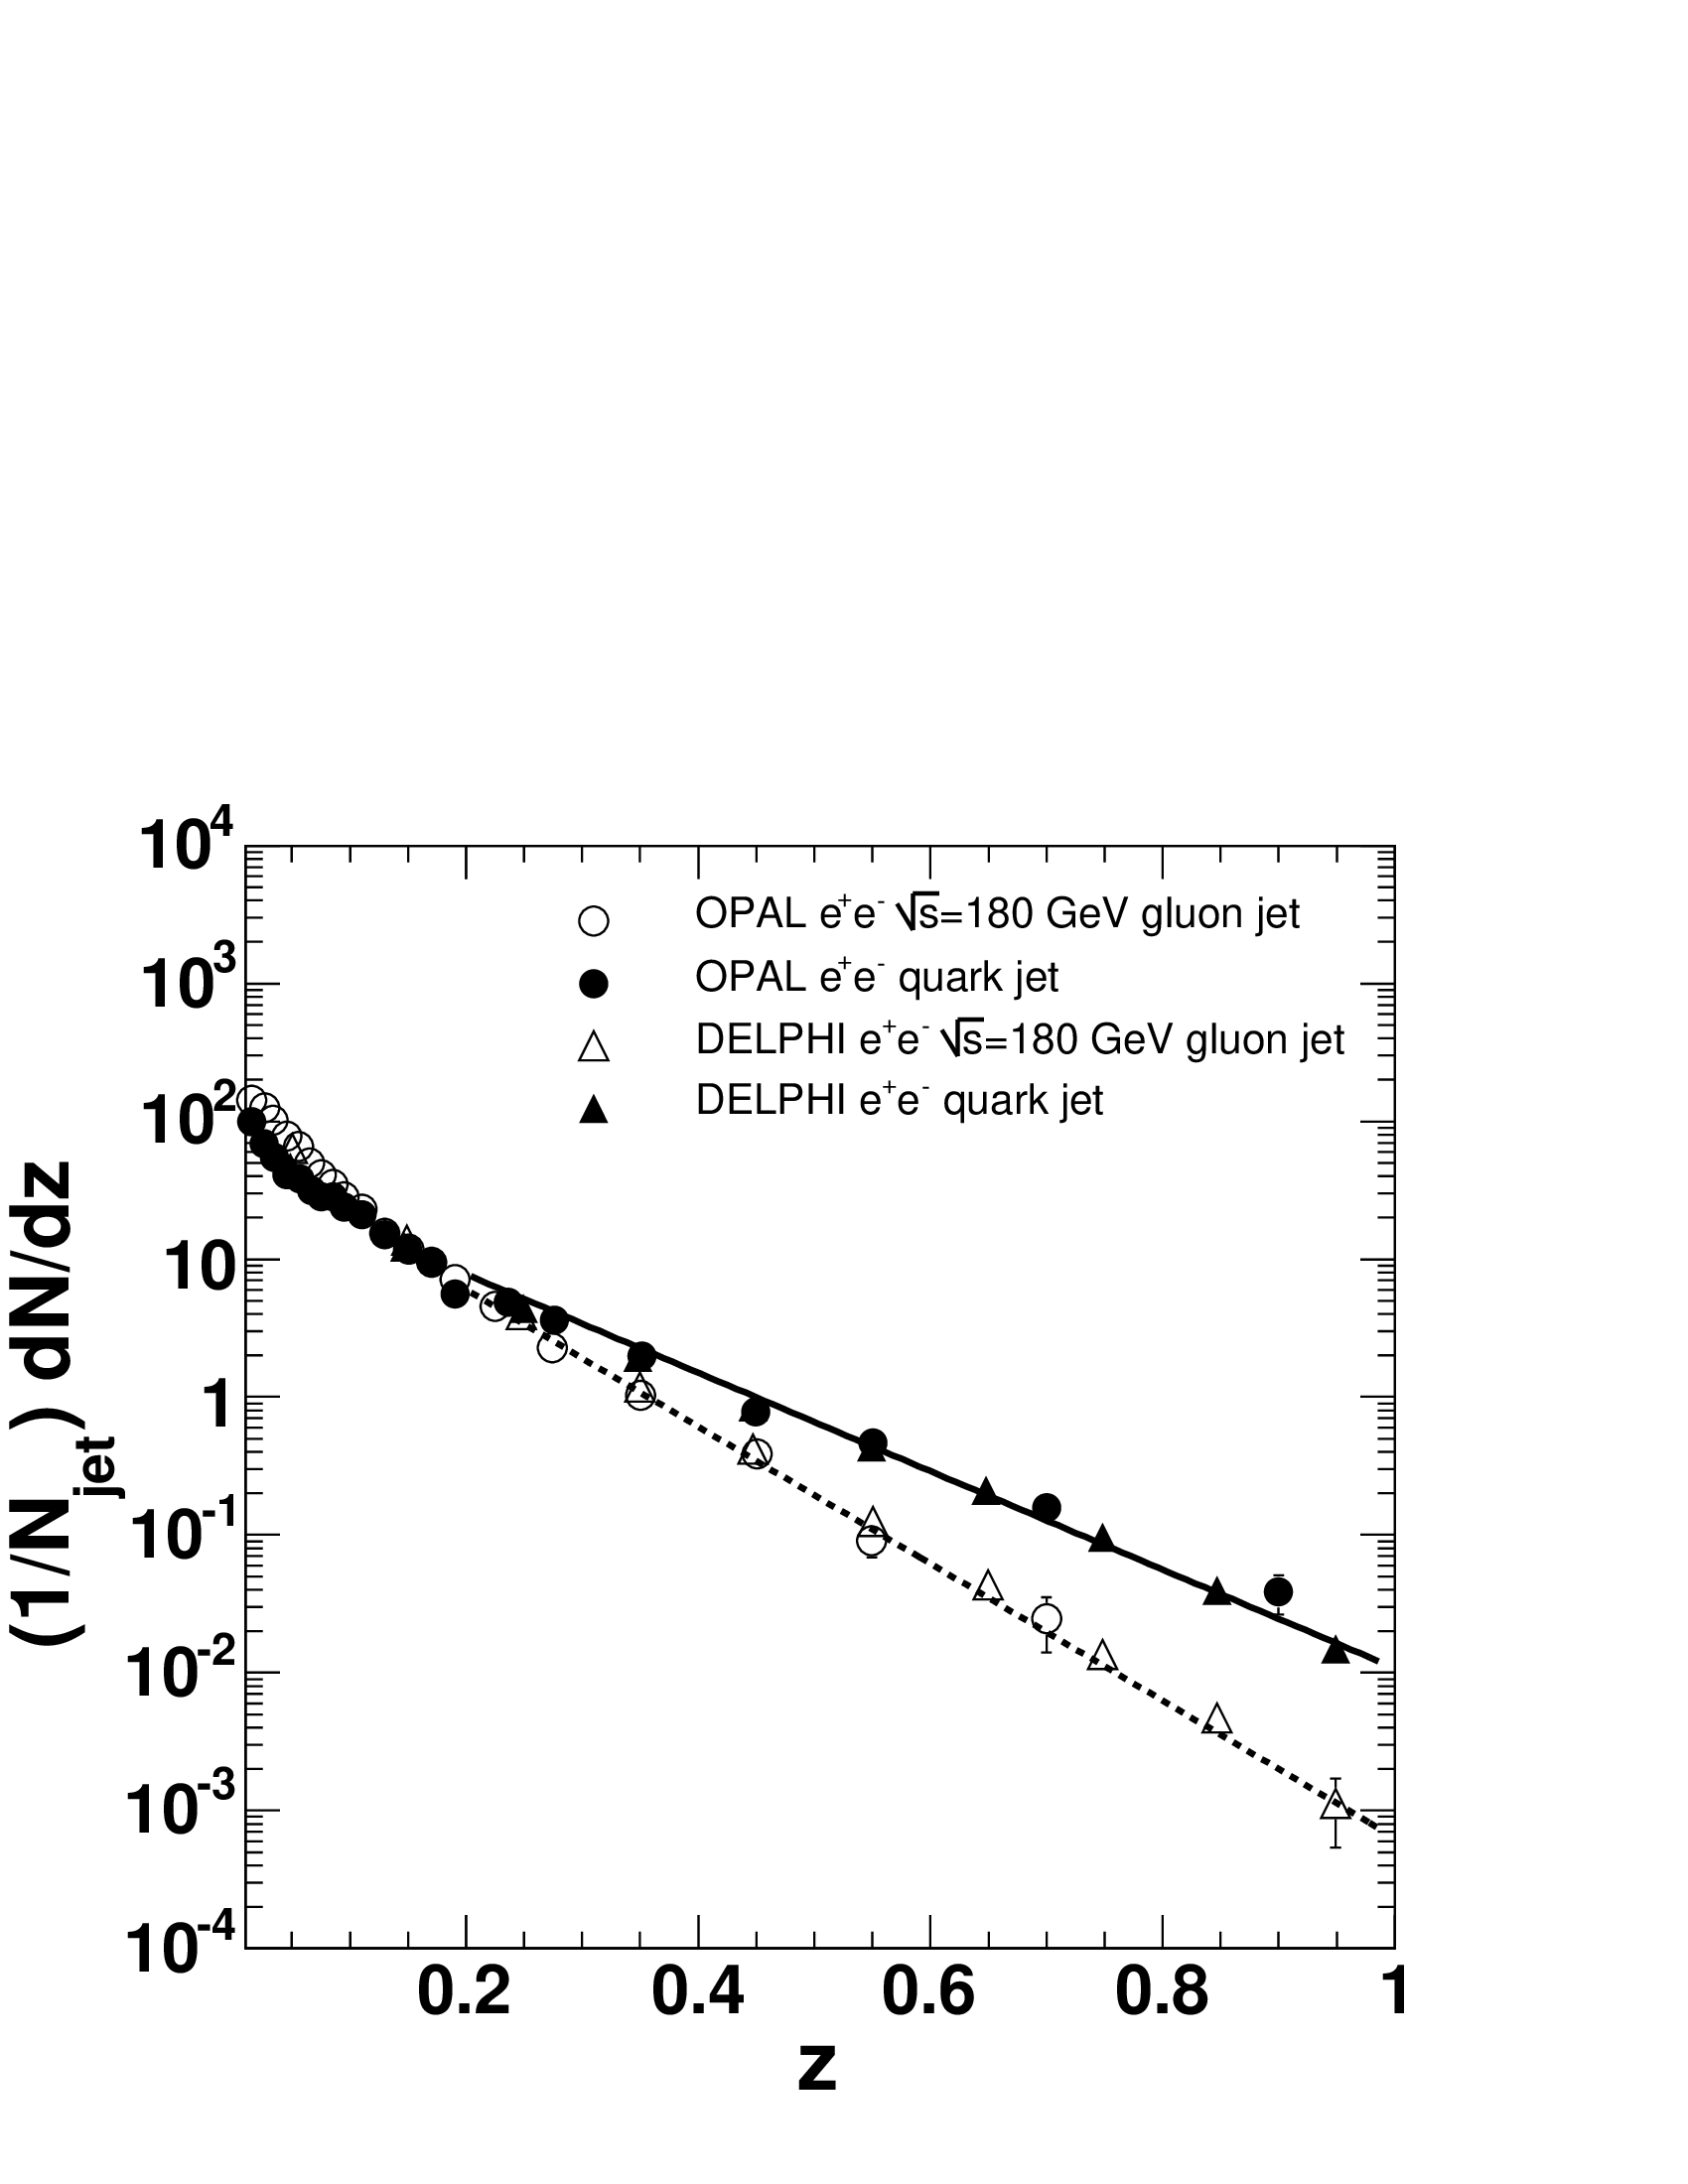 10^4
10^3
10^2
10
1
10^-1
10^-2
10^-3
10^-4
(1/N_jet) dN/dz
OPAL e^+e^- √s=180 GeV gluon jet
OPAL e^+e^- quark jet
DELPHI e^+e^- √s=180 GeV gluon jet
DELPHI e^+e^- quark jet
0.2 0.4 0.6 0.8 1
z